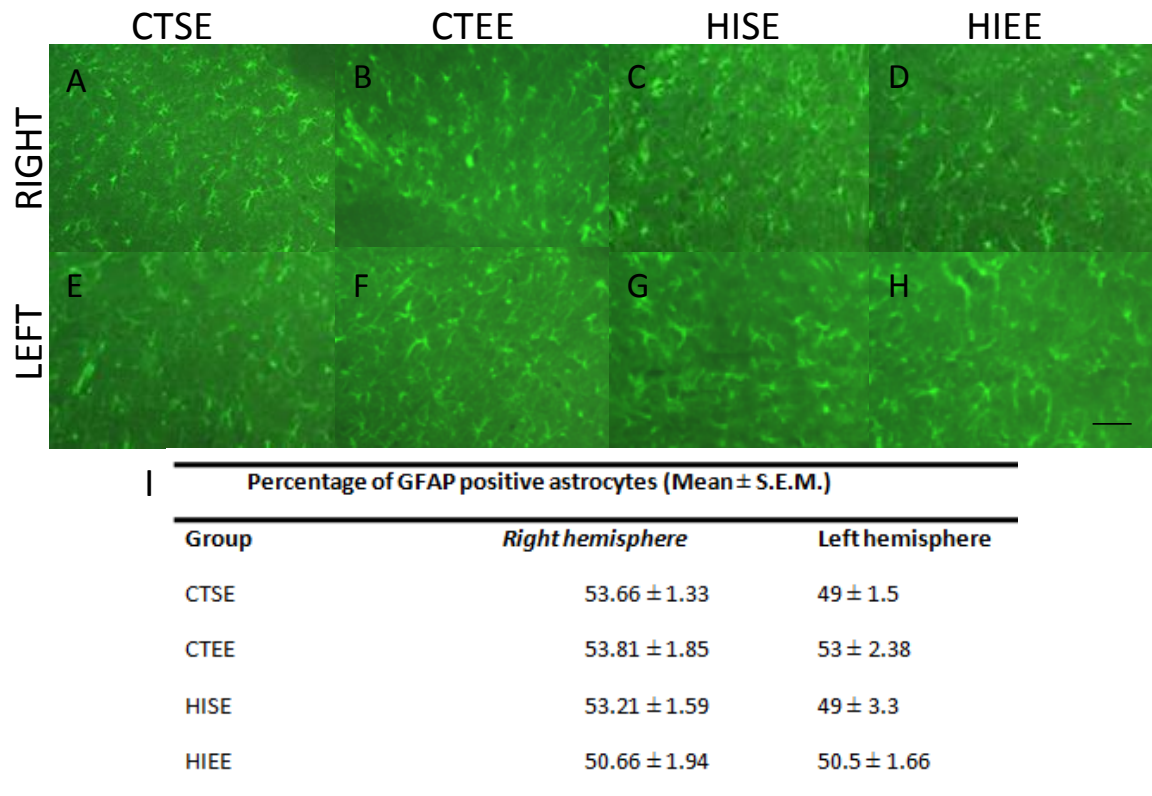 CTSE CTEE HISE HIEE
RIGHT
A B C D
LEFT
E F G H
I
Percentage of GFAP positive astrocytes (Mean ± S.E.M.)
Group Right hemisphere Left hemisphere
CTSE 53.66 ± 1.33 49 ± 1.5
CTEE 53.81 ± 1.85 53 ± 2.38
HISE 53.21 ± 1.59 49 ± 3.3
HIEE 50.66 ± 1.94 50.5 ± 1.66